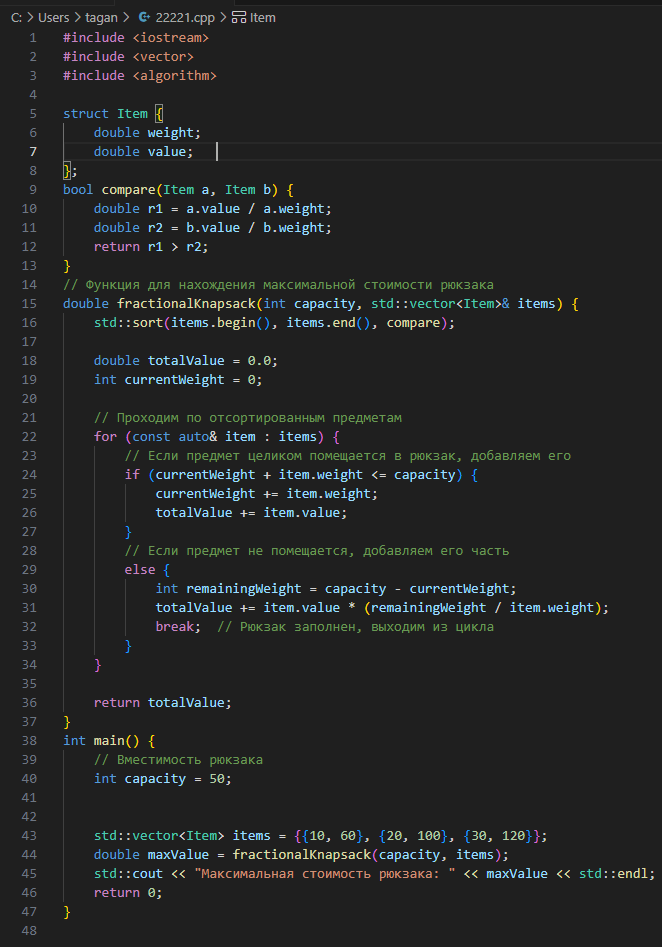 C: > Users > tagan > 22221.cpp > Item
1 #include <iostream>
2 #include <vector>
3 #include <algorithm>
4
5 struct Item {
6     double weight;
7     double value;
8 };
9 bool compare(Item a, Item b) {
10     double r1 = a.value / a.weight;
11     double r2 = b.value / b.weight;
12     return r1 > r2;
13 }
14 // Функция для нахождения максимальной стоимости рюкзака
15 double fractionalKnapsack(int capacity, std::vector<Item>& items) {
16     std::sort(items.begin(), items.end(), compare);
17
18     double totalValue = 0.0;
19     int currentWeight = 0;
20
21     // Проходим по отсортированным предметам
22     for (const auto& item : items) {
23         // Если предмет целиком помещается в рюкзак, добавляем его
24         if (currentWeight + item.weight <= capacity) {
25             currentWeight += item.weight;
26             totalValue += item.value;
27         }
28         // Если предмет не помещается, добавляем его часть
29         else {
30             int remainingWeight = capacity - currentWeight;
31             totalValue += item.value * (remainingWeight / item.weight);
32             break;  // Рюкзак заполнен, выходим из цикла
33         }
34     }
35
36     return totalValue;
37 }
38 int main() {
39     // Вместимость рюкзака
40     int capacity = 50;
41
42
43     std::vector<Item> items = {{10, 60}, {20, 100}, {30, 120}};
44     double maxValue = fractionalKnapsack(capacity, items);
45     std::cout << "Максимальная стоимость рюкзака: " << maxValue << std::endl;
46     return 0;
47 }
48